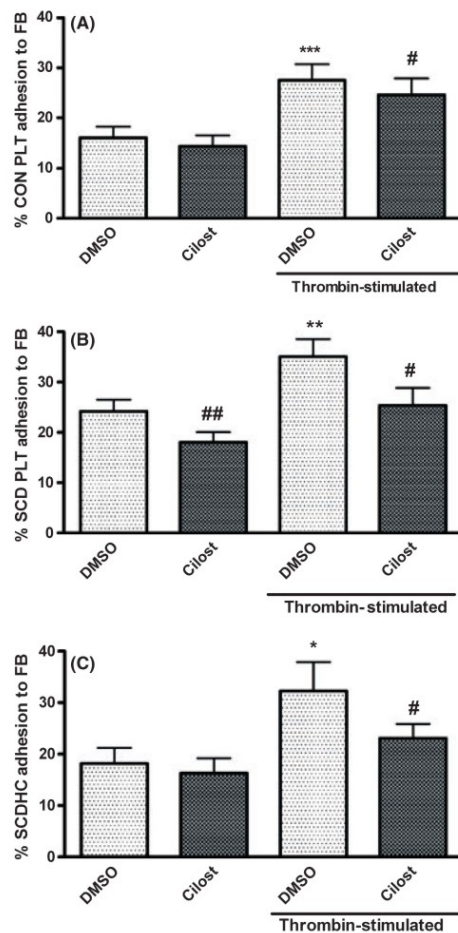 (A)
% CON PLT adhesion to FB
40
30
20
10
0
***
#
DMSO
Cilost
DMSO
Cilost
Thrombin-stimulated
(B)
% SCD PLT adhesion to FB
40
30
20
10
0
##
**
#
DMSO
Cilost
DMSO
Cilost
Thrombin-stimulated
(C)
% SCDHC adhesion to FB
40
30
20
10
0
*
#
DMSO
Cilost
DMSO
Cilost
Thrombin-stimulated